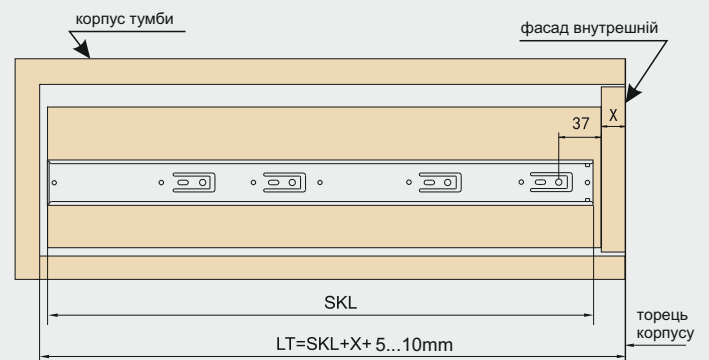 корпус тумби
фасад внутрешній
37
X
SKL
торець
корпусу
LT=SKL+X+ 5...10mm